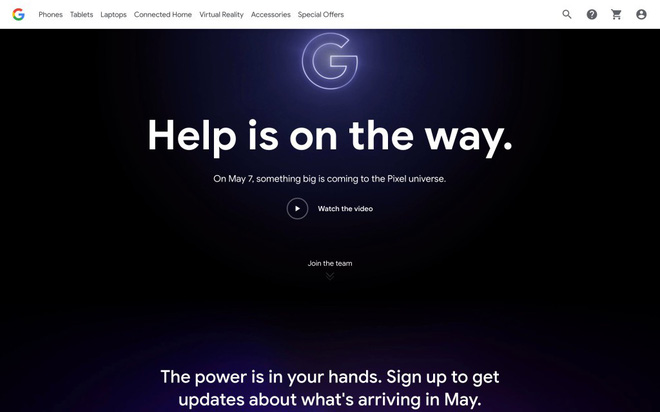 Phones Tablets Laptops Connected Home Virtual Reality Accessories Special Offers
G
Help is on the way.
On May 7, something big is coming to the Pixel universe.
Watch the video
Join the team
The power is in your hands. Sign up to get
updates about what's arriving in May.